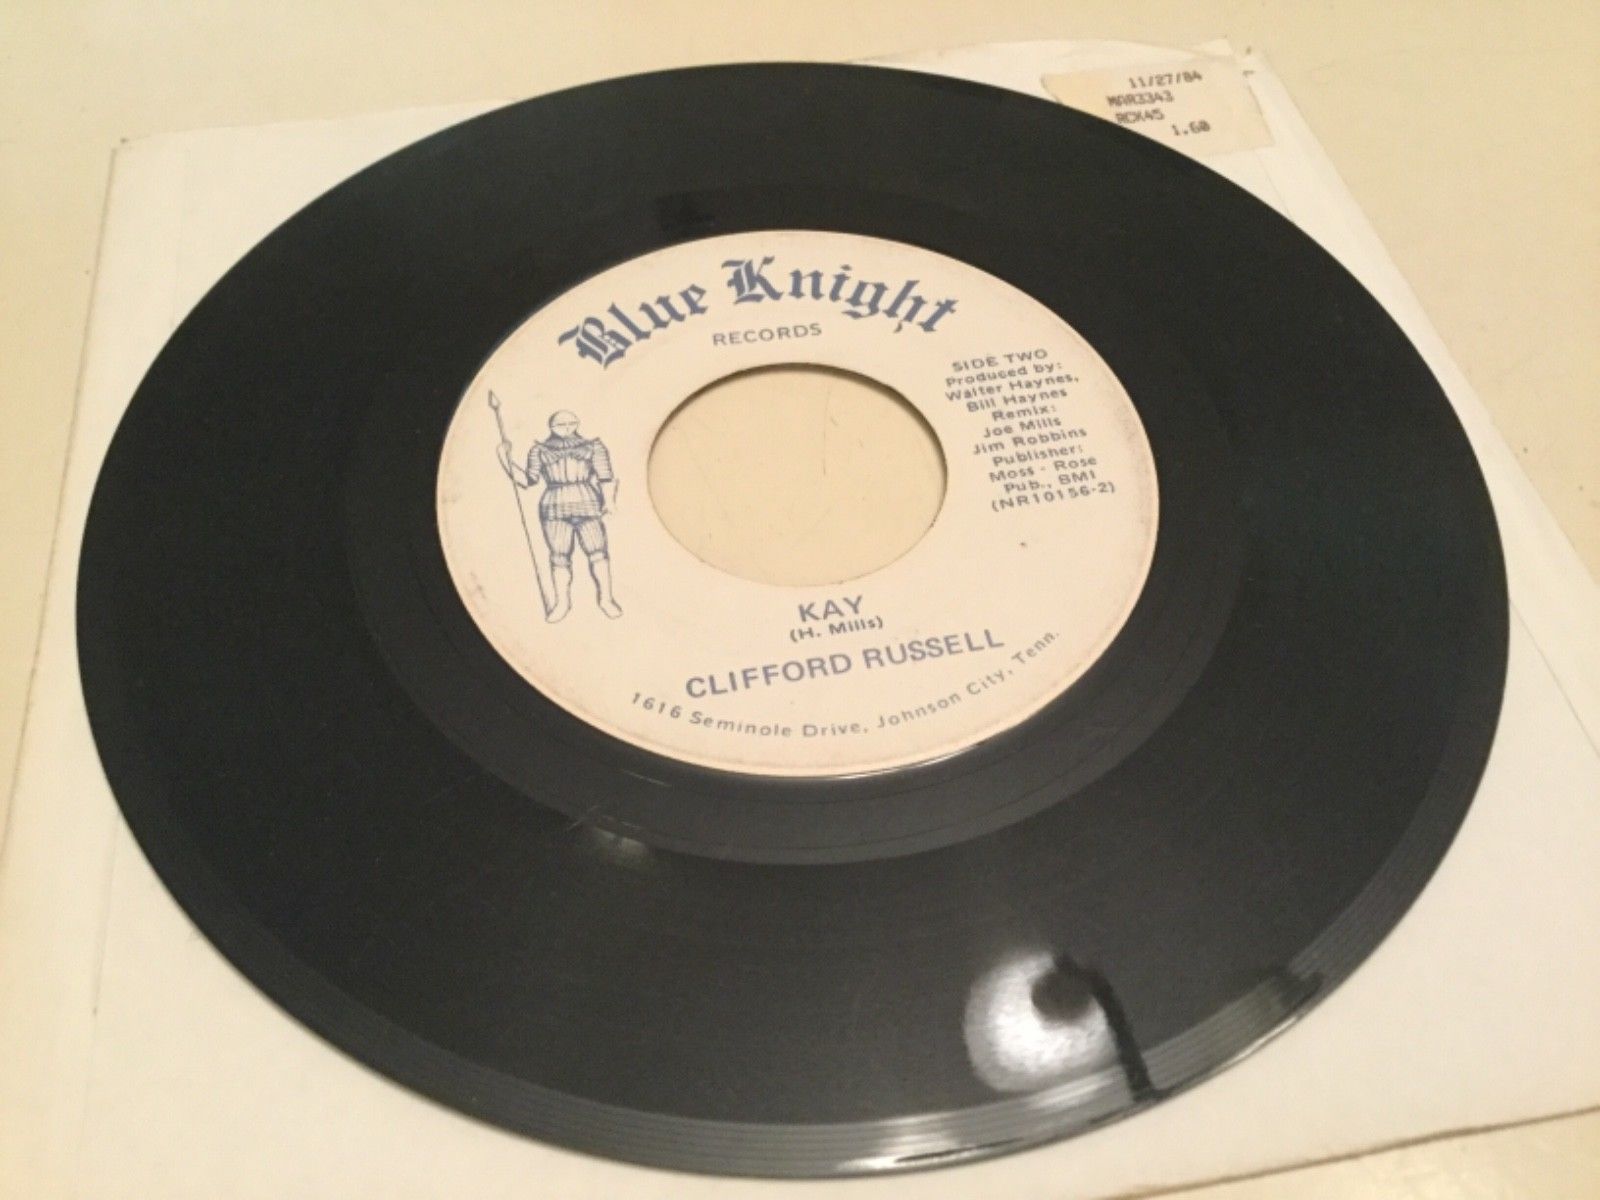 11/27/84
MAR3343
RCK45
1.60
Blue Knight
RECORDS
SIDE TWO
Produced by:
Walter Haynes,
Bill Haynes
Remix:
Joe Mills
Jim Robbins
Publisher:
Moss - Rose
Pub., BMI
(NR10156-2)
KAY
(H. Mills)
CLIFFORD RUSSELL
1616 Seminole Drive, Johnson City, Tenn.